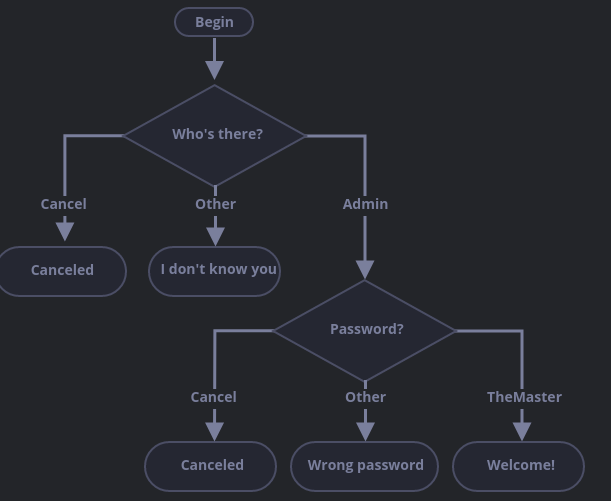 Begin
Who's there?
Cancel
Other
Admin
Canceled
I don't know you
Password?
Cancel
Other
TheMaster
Canceled
Wrong password
Welcome!